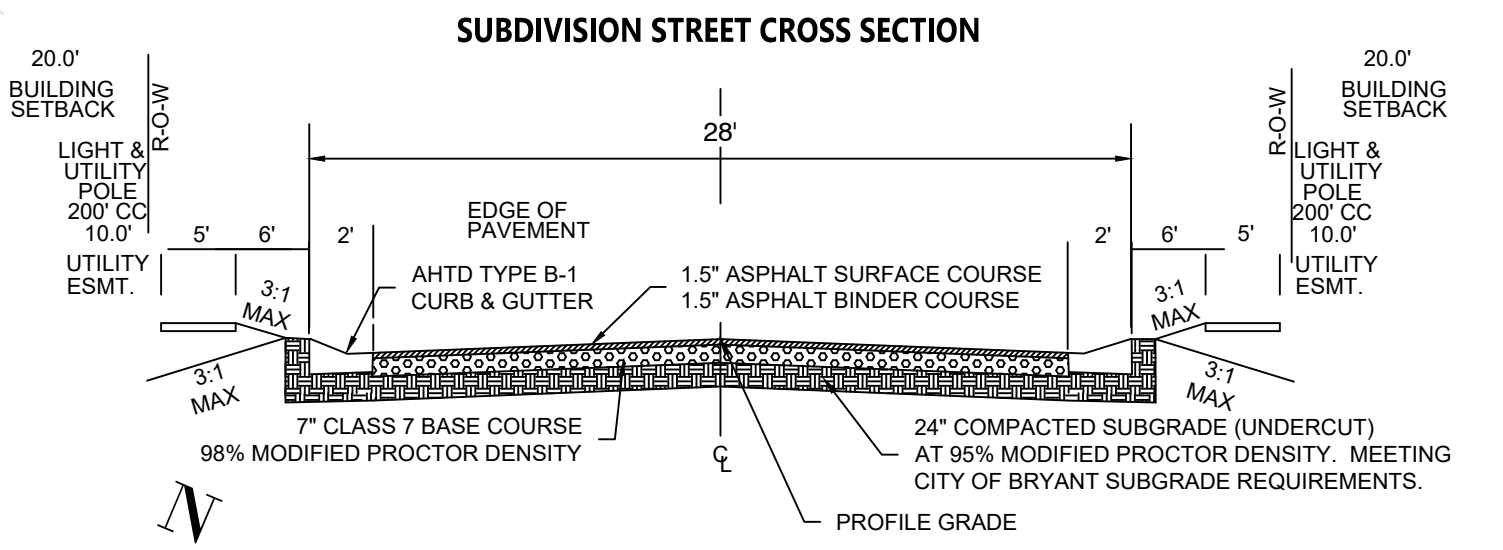 SUBDIVISION STREET CROSS SECTION
20.0'
BUILDING
SETBACK
R-O-W
LIGHT &
UTILITY
POLE
200' CC
10.0'
UTILITY
ESMT.
5'
6'
2'
28'
EDGE OF
PAVEMENT
AHTD TYPE B-1
CURB & GUTTER
1.5" ASPHALT SURFACE COURSE
1.5" ASPHALT BINDER COURSE
2'
6'
5'
20.0'
BUILDING
SETBACK
R-O-W
LIGHT &
UTILITY
POLE
200' CC
10.0'
UTILITY
ESMT.
3:1
MAX
3:1
MAX
3:1
MAX
3:1
MAX
7" CLASS 7 BASE COURSE
98% MODIFIED PROCTOR DENSITY
CL
24" COMPACTED SUBGRADE (UNDERCUT)
AT 95% MODIFIED PROCTOR DENSITY. MEETING
CITY OF BRYANT SUBGRADE REQUIREMENTS.
PROFILE GRADE
N